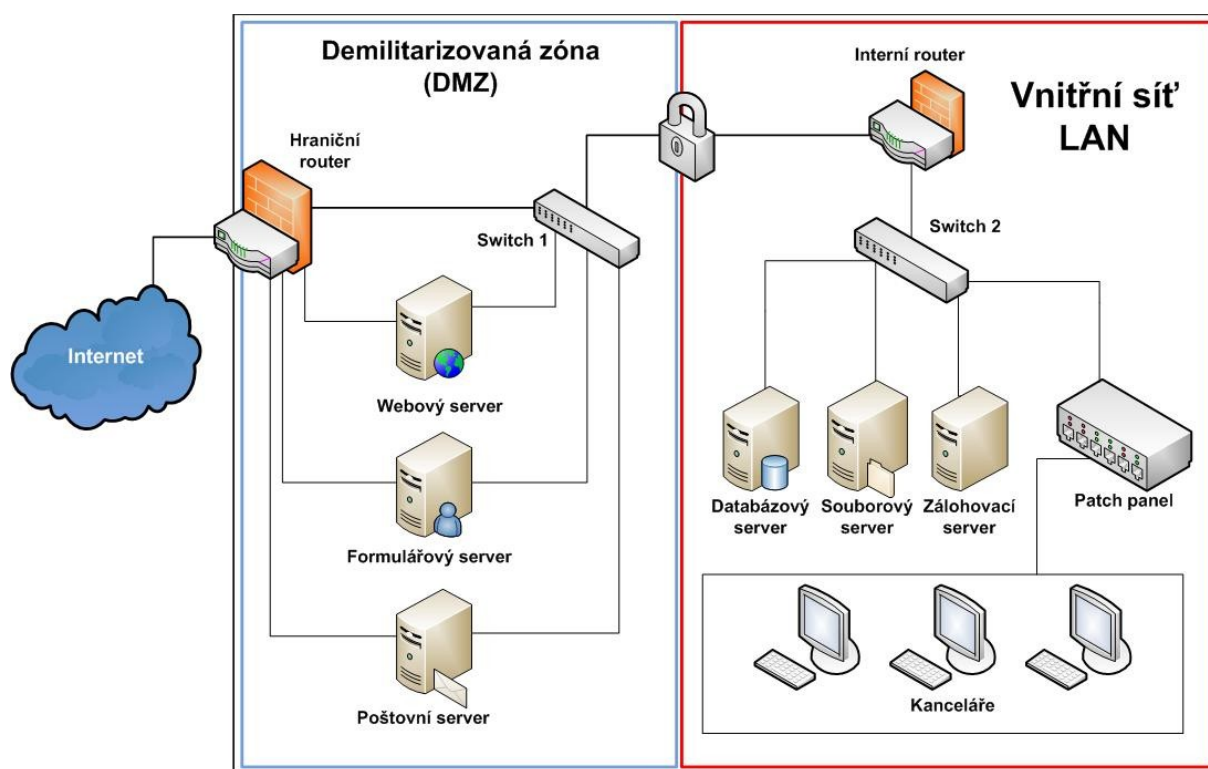 Demilitarizovaná zóna
(DMZ)
Hraniční
router
Switch 1
Internet
Webový server
Formulářový server
Poštovní server
Interní router
Vnitřní síť
LAN
Switch 2
Databázový
server
Souborový
server
Zálohovací
server
Patch panel
Kanceláře